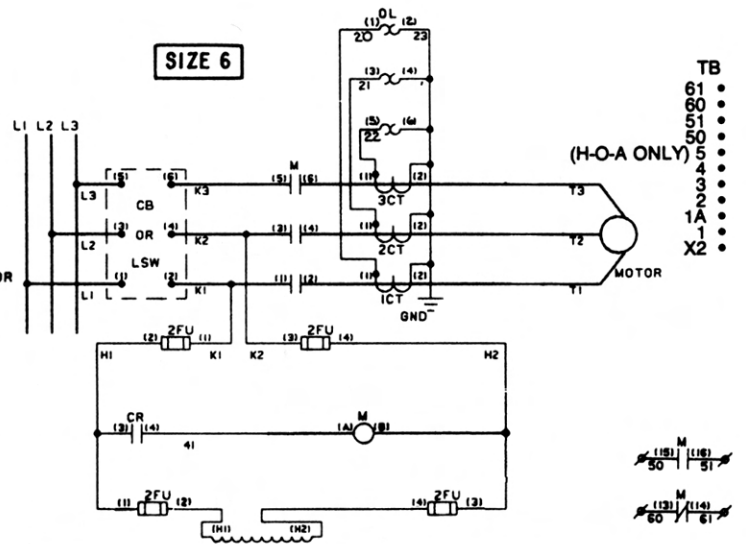 SIZE 6
OL
(1) (2)
20 23
(3) (4)
21
(5) (6)
22
TB
61
60
51
50
(H-O-A ONLY) 5
4
3
2
1A
1
X2
L1 L2 L3
(5) (6) M (5) (6) (1) (2)
L3 CB K3 3CT T3
(3) (4) (3) (4) (1) (2)
L2 OR K2 2CT T2
LSW MOTOR
OR
(1) (2) (1) (2) (1) (2)
L1 K1 1CT T1
GND
2FU 2FU
(2) (1) (3) (4)
H1 K1 K2 H2
CR M
(3) (4) (A) (B)
41
2FU 2FU
(1) (2) (4) (3)
(H1) (H2)
M
(15) (16)
50 51
M
(13) (14)
60 61